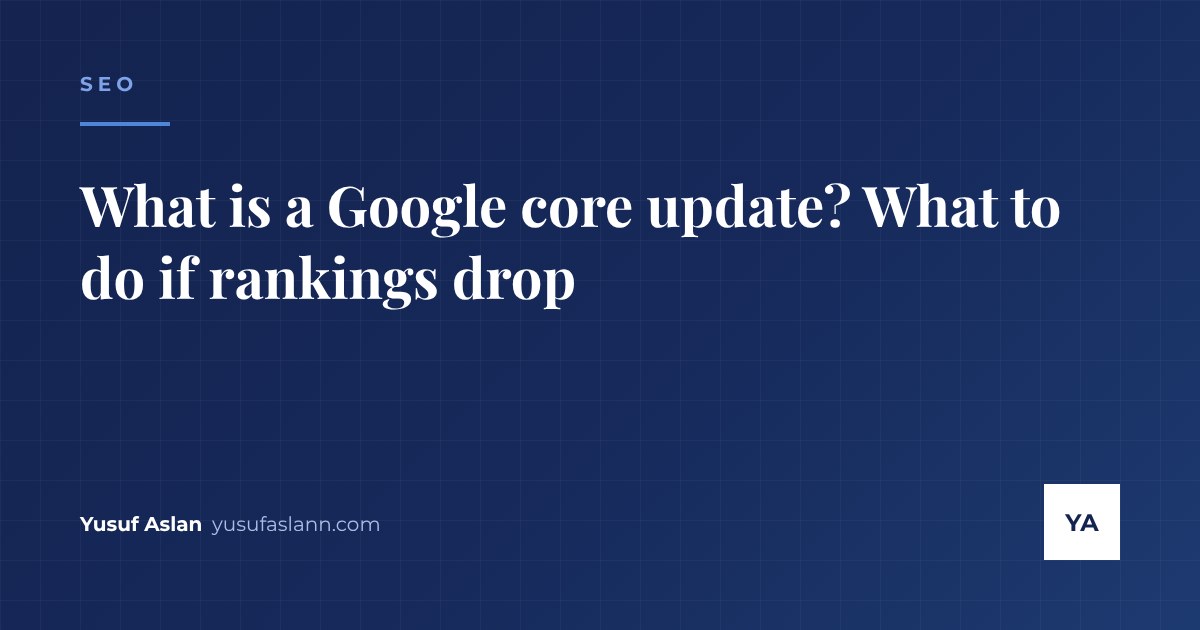 SEO
What is a Google core update? What to
do if rankings drop
Yusuf Aslan yusufaslann.com
YA